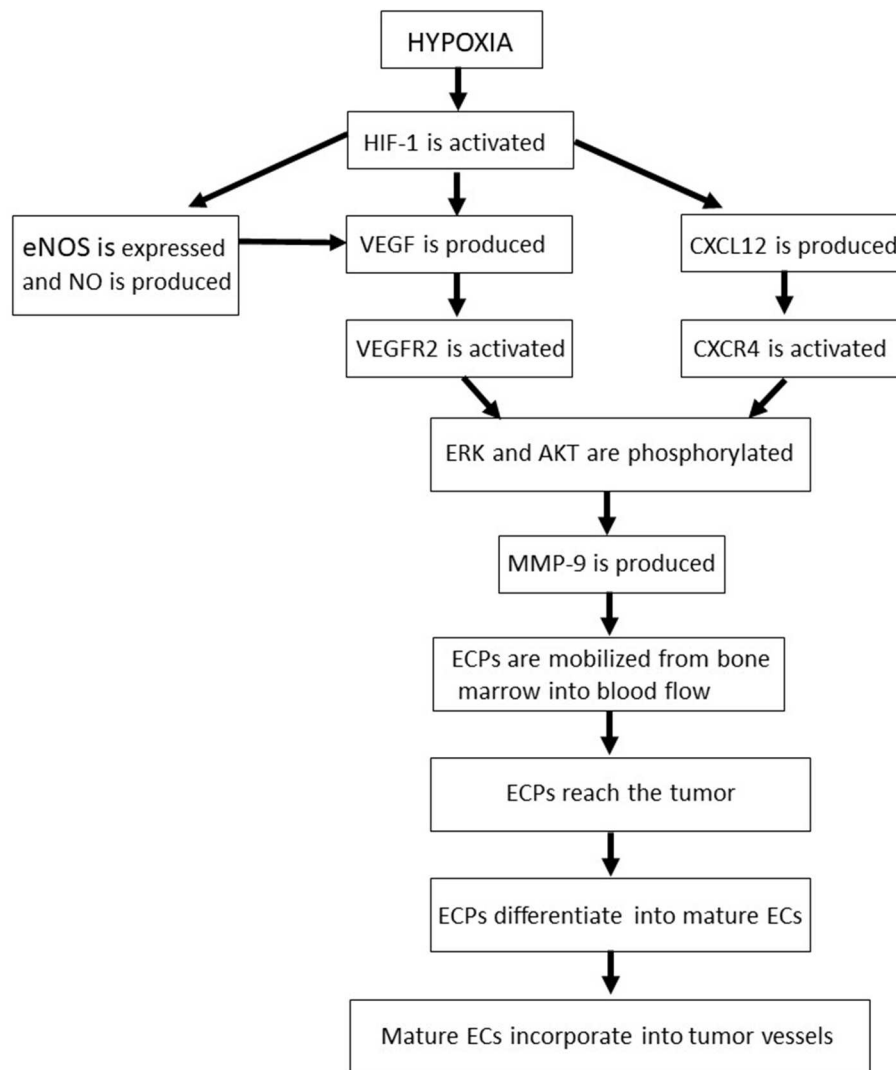 HYPOXIA
HIF-1 is activated
eNOS is expressed
and NO is produced
VEGF is produced
CXCL12 is produced
VEGFR2 is activated
CXCR4 is activated
ERK and AKT are phosphorylated
MMP-9 is produced
ECPs are mobilized from bone
marrow into blood flow
ECPs reach the tumor
ECPs differentiate into mature ECs
Mature ECs incorporate into tumor vessels